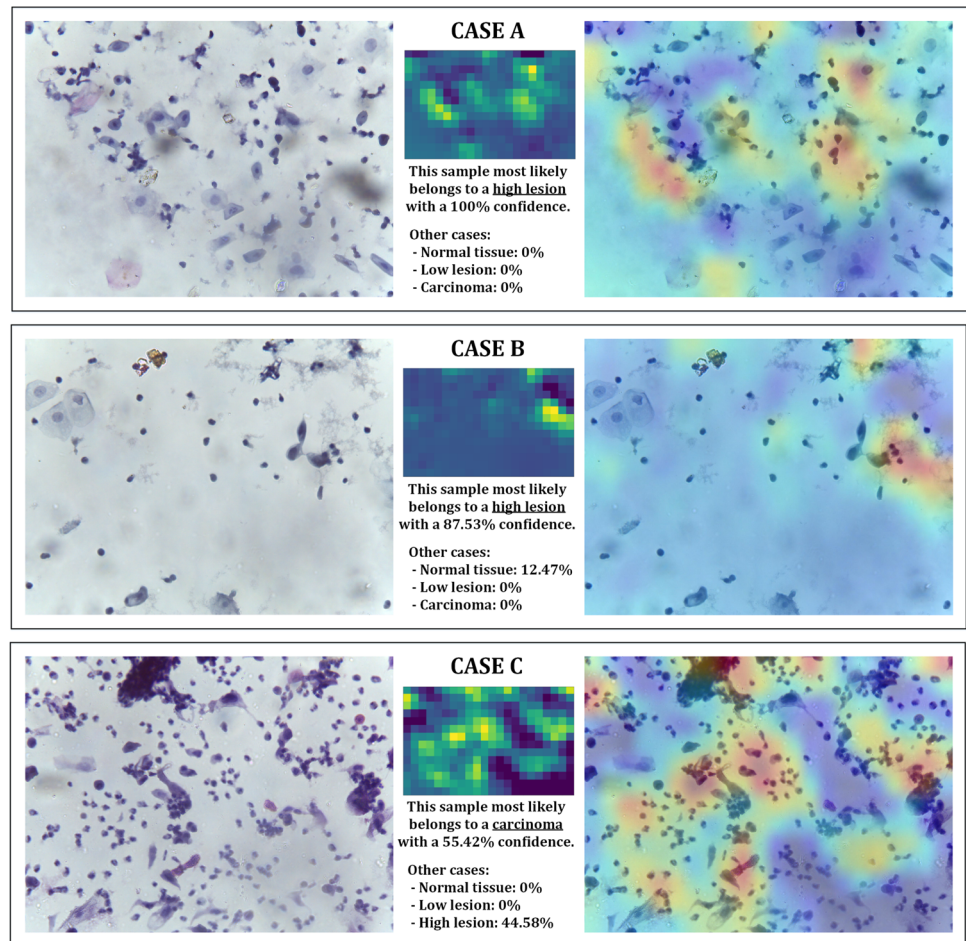 CASE A
This sample most likely
belongs to a high lesion
with a 100% confidence.
Other cases:
- Normal tissue: 0%
- Low lesion: 0%
- Carcinoma: 0%
CASE B
This sample most likely
belongs to a high lesion
with a 87.53% confidence.
Other cases:
- Normal tissue: 12.47%
- Low lesion: 0%
- Carcinoma: 0%
CASE C
This sample most likely
belongs to a carcinoma
with a 55.42% confidence.
Other cases:
- Normal tissue: 0%
- Low lesion: 0%
- High lesion: 44.58%